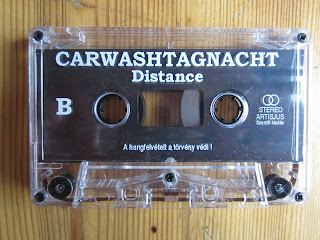 CARWASHTAGNACHT
Distance
B
STEREO
ARTISJUS
A hangfelvételt a törvény védi !